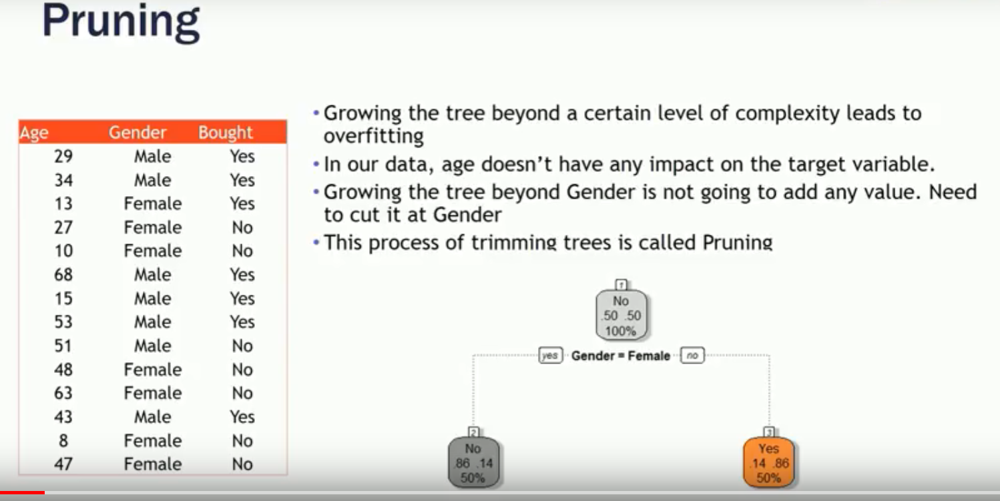 Pruning
Age Gender Bought
29 Male Yes
34 Male Yes
13 Female Yes
27 Female No
10 Female No
68 Male Yes
15 Male Yes
53 Male Yes
51 Male No
48 Female No
63 Female No
43 Male Yes
8 Female No
47 Female No
• Growing the tree beyond a certain level of complexity leads to
overfitting
• In our data, age doesn't have any impact on the target variable.
• Growing the tree beyond Gender is not going to add any value. Need
to cut it at Gender
• This process of trimming trees is called Pruning
1
No
.50 .50
100%
yes Gender = Female no
2
No
.86 .14
50%
3
Yes
.14 .86
50%